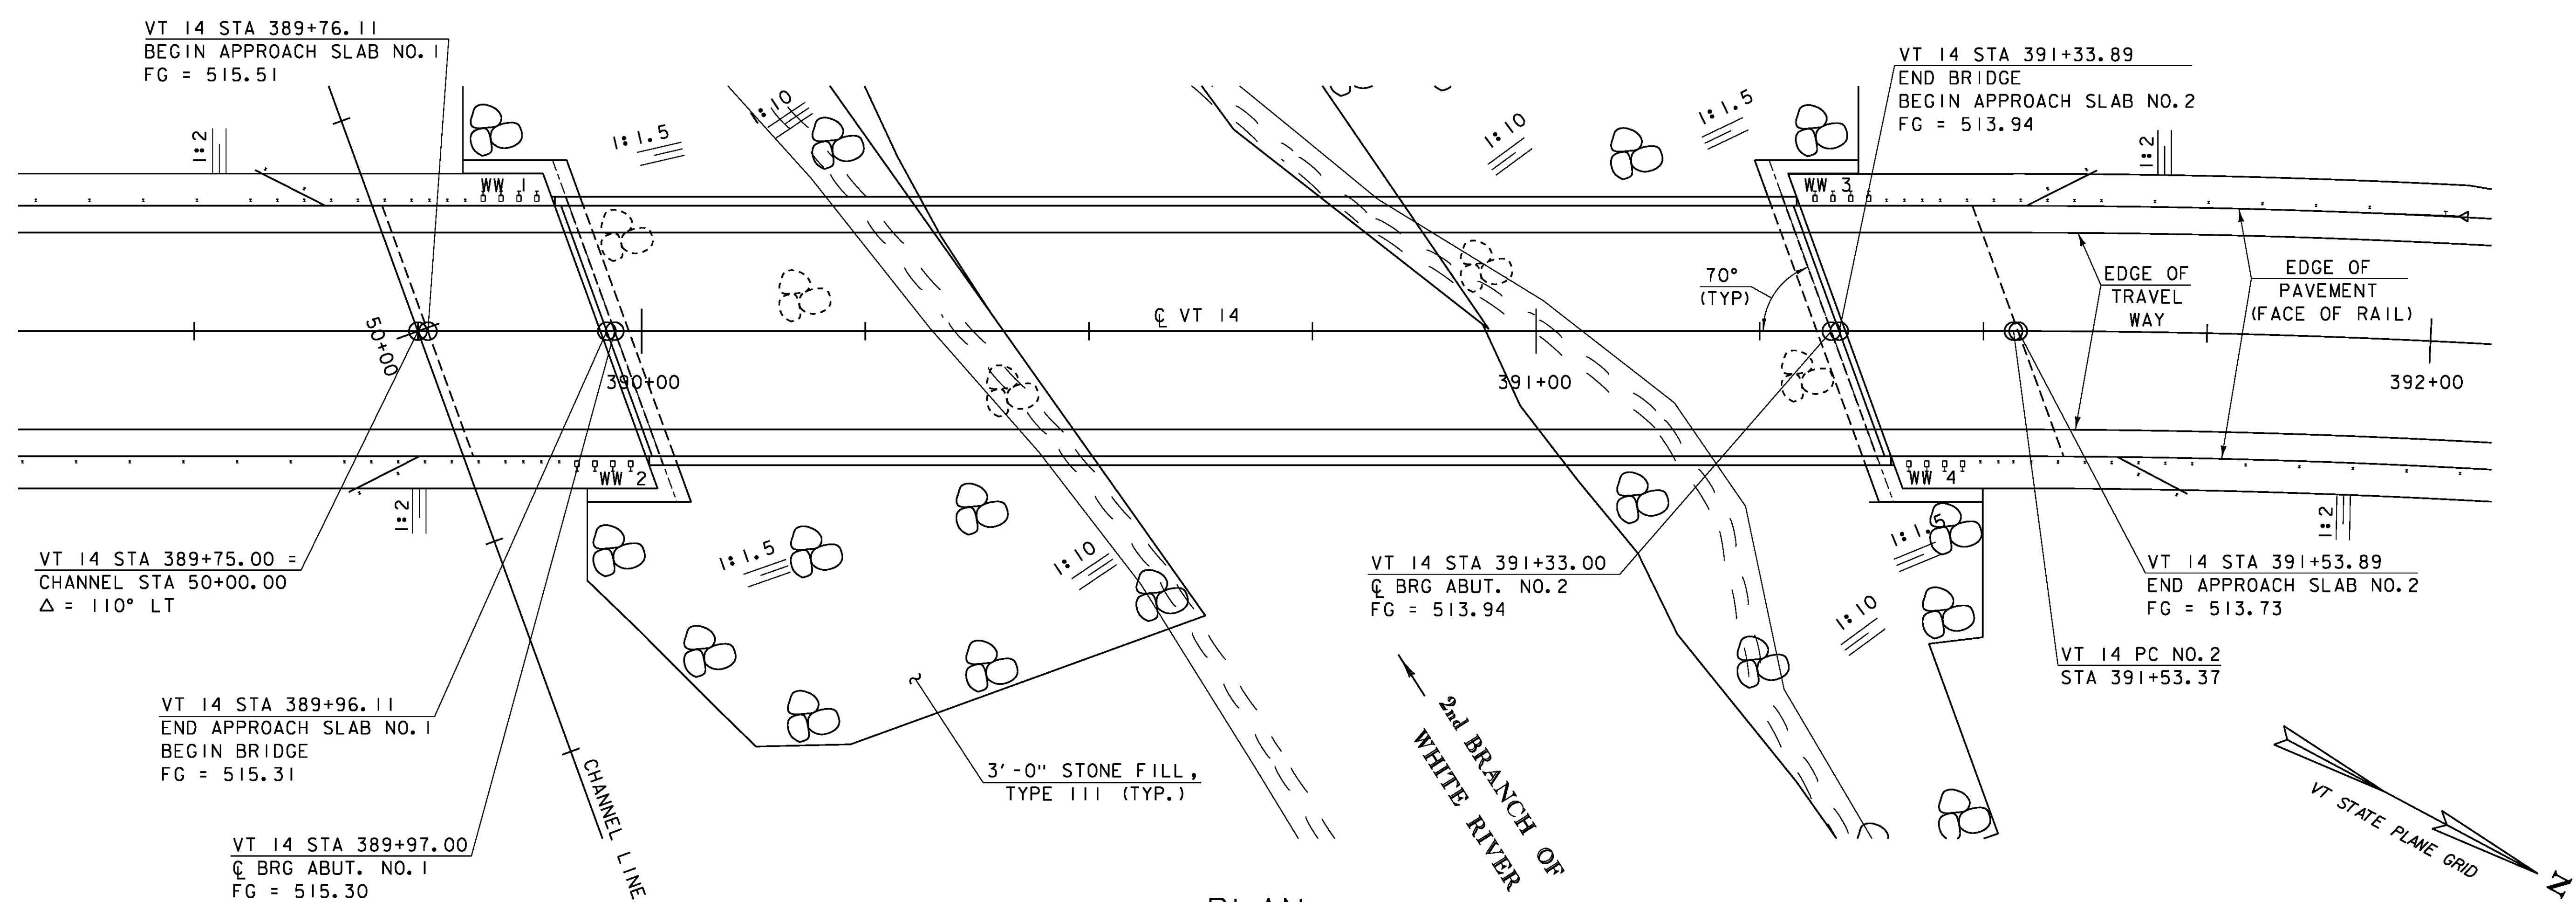 VT 14 STA 389+76.11
BEGIN APPROACH SLAB NO. 1
FG = 515.51
VT 14 STA 391+33.89
END BRIDGE
BEGIN APPROACH SLAB NO. 2
FG = 513.94
1:2
1:1.5
1:10
1:10
1:1.5
1:2
WW 1
WW 3
50+00
℄ VT 14
70°
(TYP)
EDGE OF
TRAVEL
WAY
EDGE OF
PAVEMENT
(FACE OF RAIL)
390+00
391+00
392+00
WW 2
WW 4
1:2
1:1.5
1:10
1:1.5
1:10
1:2
VT 14 STA 389+75.00 =
CHANNEL STA 50+00.00
Δ = 110° LT
VT 14 STA 391+33.00
℄ BRG ABUT. NO. 2
FG = 513.94
VT 14 STA 391+53.89
END APPROACH SLAB NO. 2
FG = 513.73
VT 14 PC NO. 2
STA 391+53.37
VT 14 STA 389+96.11
END APPROACH SLAB NO. 1
BEGIN BRIDGE
FG = 515.31
3'-0" STONE FILL,
TYPE III (TYP.)
2nd BRANCH OF
WHITE RIVER
CHANNEL LINE
VT STATE PLANE GRID
N
VT 14 STA 389+97.00
℄ BRG ABUT. NO. 1
FG = 515.30
PLAN